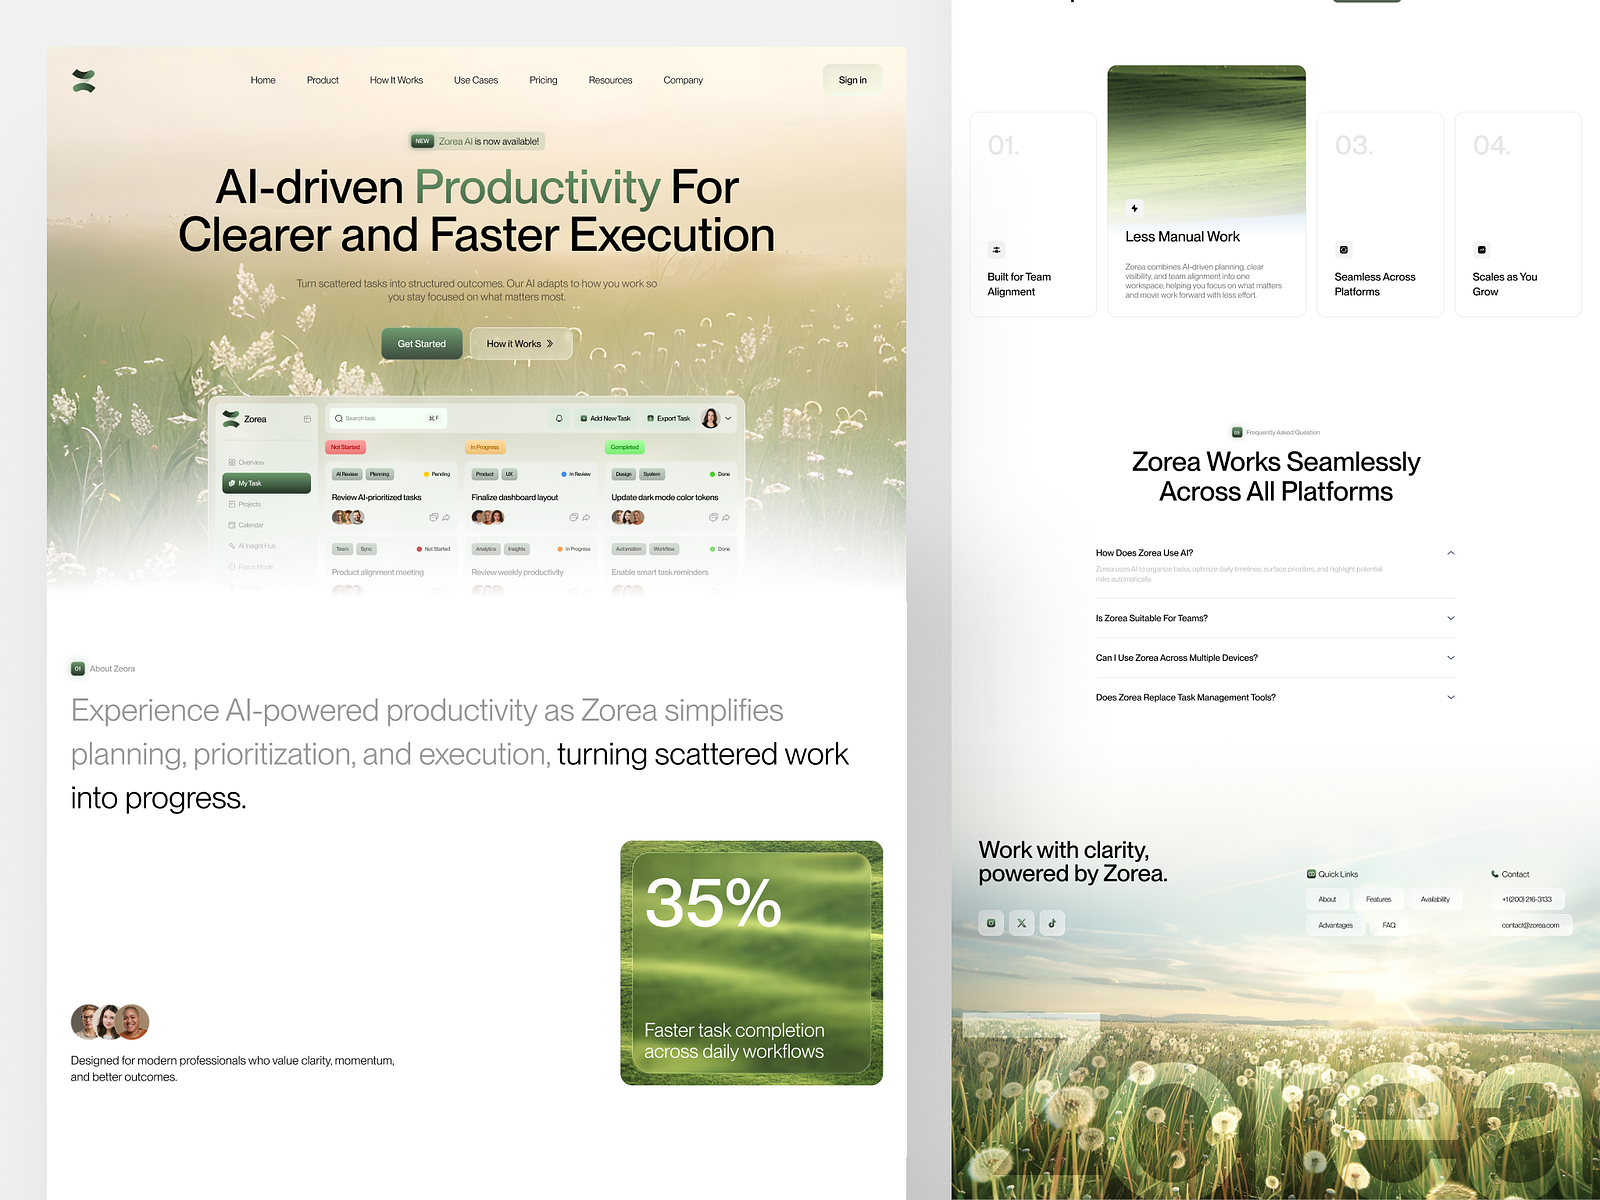 Home
Product
How It Works
Use Cases
Pricing
Resources
Company
Sign in
NEW Zorea AI is now available!
AI-driven Productivity For
Clearer and Faster Execution
Turn scattered tasks into structured outcomes. Our AI adapts to how you work so
you stay focused on what matters most.
Get Started
How it Works
Zorea
Search task
⌘ F
Add New Task
Export Task
Overview
My Task
Projects
Calendar
AI Insight Hub
Focus Mode
Not Started
AI Review
Planning
Pending
Review AI-prioritized tasks
Team
Sync
Not Started
Product alignment meeting
In Progress
Product
UX
In Review
Finalize dashboard layout
Analytics
Insights
In Progress
Review weekly productivity
Completed
Design
System
Done
Update dark mode color tokens
Automation
Workflow
Done
Enable smart task reminders
01 About Zeora
Experience AI-powered productivity as Zorea simplifies
planning, prioritization, and execution, turning scattered work
into progress.
35%
Faster task completion
across daily workflows
Designed for modern professionals who value clarity, momentum,
and better outcomes.
01.
Built for Team
Alignment
Less Manual Work
Zorea combines AI-driven planning, clear
visibility, and team alignment into one
workspace, helping you focus on what matters
and move work forward with less effort.
03.
Seamless Across
Platforms
04.
Scales as You
Grow
05 Frequently Asked Question
Zorea Works Seamlessly
Across All Platforms
How Does Zorea Use AI?
Zorea uses AI to organize tasks, optimize daily timelines, surface priorities, and highlight potential
risks automatically.
Is Zorea Suitable For Teams?
Can I Use Zorea Across Multiple Devices?
Does Zorea Replace Task Management Tools?
Work with clarity,
powered by Zorea.
Quick Links
About
Features
Availability
Advantages
FAQ
Contact
+1 (200) 216-3133
contact@zorea.com
Zorea